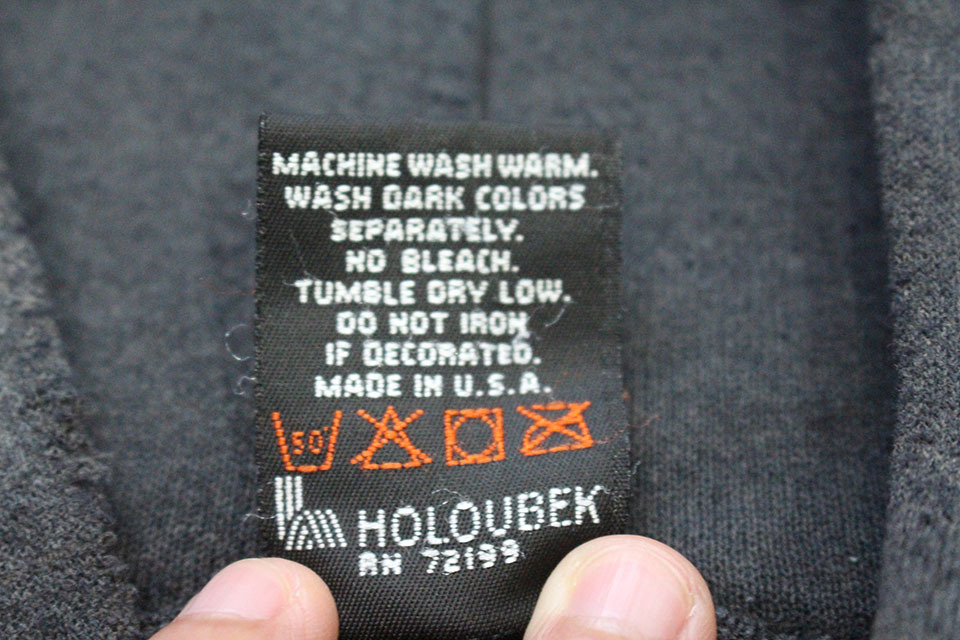 MACHINE WASH WARM.
WASH DARK COLORS
SEPARATELY.
NO BLEACH.
TUMBLE DRY LOW.
DO NOT IRON
IF DECORATED.
MADE IN U.S.A.
50°
HOLOUBEK
RN 72199